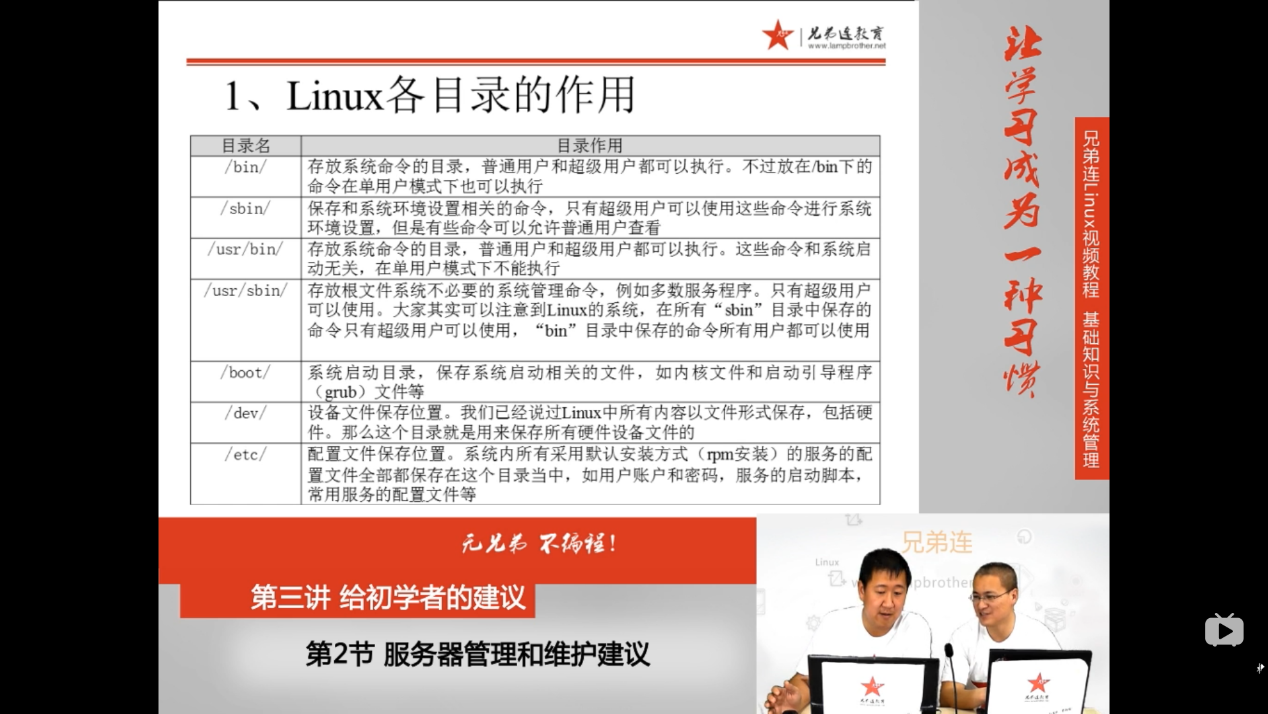 兄弟连教育
www.lampbrother.net
1、Linux各目录的作用
目录名 目录作用
/bin/ 存放系统命令的目录，普通用户和超级用户都可以执行。不过放在/bin下的
命令在单用户模式下也可以执行
/sbin/ 保存和系统环境设置相关的命令，只有超级用户可以使用这些命令进行系统
环境设置，但是有些命令可以允许普通用户查看
/usr/bin/ 存放系统命令的目录，普通用户和超级用户都可以执行。这些命令和系统启
动无关，在单用户模式下不能执行
/usr/sbin/ 存放根文件系统不必要的系统管理命令，例如多数服务程序。只有超级用户
可以使用。大家其实可以注意到Linux的系统，在所有“sbin”目录中保存的
命令只有超级用户可以使用，“bin”目录中保存的命令所有用户都可以使用
/boot/ 系统启动目录，保存系统启动相关的文件，如内核文件和启动引导程序
（grub）文件等
/dev/ 设备文件保存位置。我们已经说过Linux中所有内容以文件形式保存，包括硬
件。那么这个目录就是用来保存所有硬件设备文件的
/etc/ 配置文件保存位置。系统内所有采用默认安装方式（rpm安装）的服务的配
置文件全部都保存在这个目录当中，如用户账户和密码，服务的启动脚本，
常用服务的配置文件等
让学习成为一种习惯
兄弟连Linux视频教程 基础知识与系统管理
无兄弟 不编程！
第三讲 给初学者的建议
第2节 服务器管理和维护建议
兄弟连
Linux
pbrother
兄弟连教育
兄弟连教育